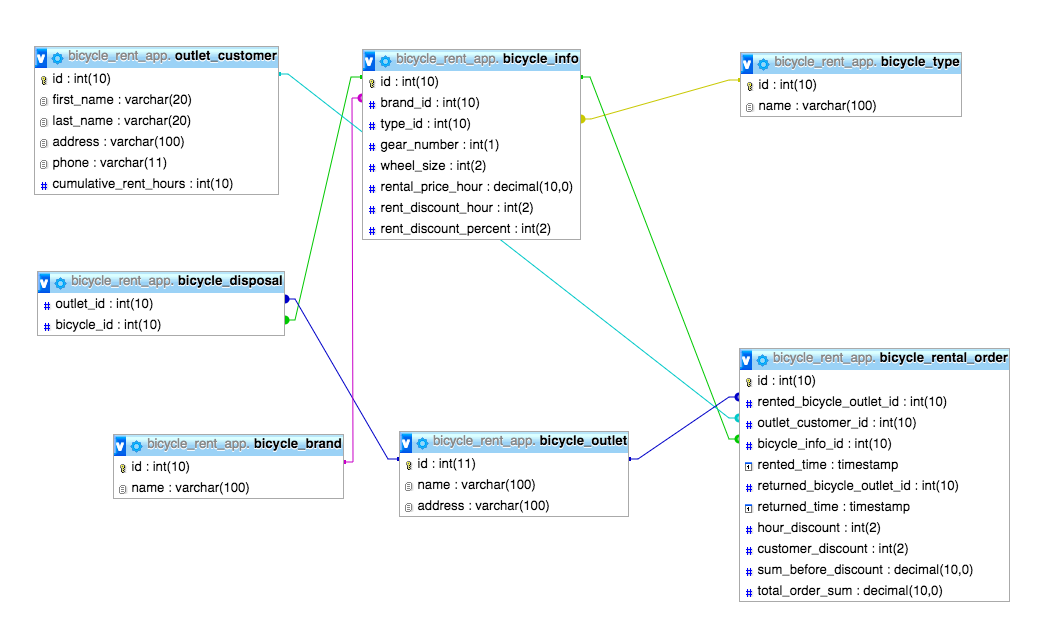 bicycle_rent_app. outlet_customer
id : int(10)
first_name : varchar(20)
last_name : varchar(20)
address : varchar(100)
phone : varchar(11)
cumulative_rent_hours : int(10)
bicycle_rent_app. bicycle_info
id : int(10)
brand_id : int(10)
type_id : int(10)
gear_number : int(1)
wheel_size : int(2)
rental_price_hour : decimal(10,0)
rent_discount_hour : int(2)
rent_discount_percent : int(2)
bicycle_rent_app. bicycle_type
id : int(10)
name : varchar(100)
bicycle_rent_app. bicycle_disposal
outlet_id : int(10)
bicycle_id : int(10)
bicycle_rent_app. bicycle_brand
id : int(10)
name : varchar(100)
bicycle_rent_app. bicycle_outlet
id : int(11)
name : varchar(100)
address : varchar(100)
bicycle_rent_app. bicycle_rental_order
id : int(10)
rented_bicycle_outlet_id : int(10)
outlet_customer_id : int(10)
bicycle_info_id : int(10)
rented_time : timestamp
returned_bicycle_outlet_id : int(10)
returned_time : timestamp
hour_discount : int(2)
customer_discount : int(2)
sum_before_discount : decimal(10,0)
total_order_sum : decimal(10,0)